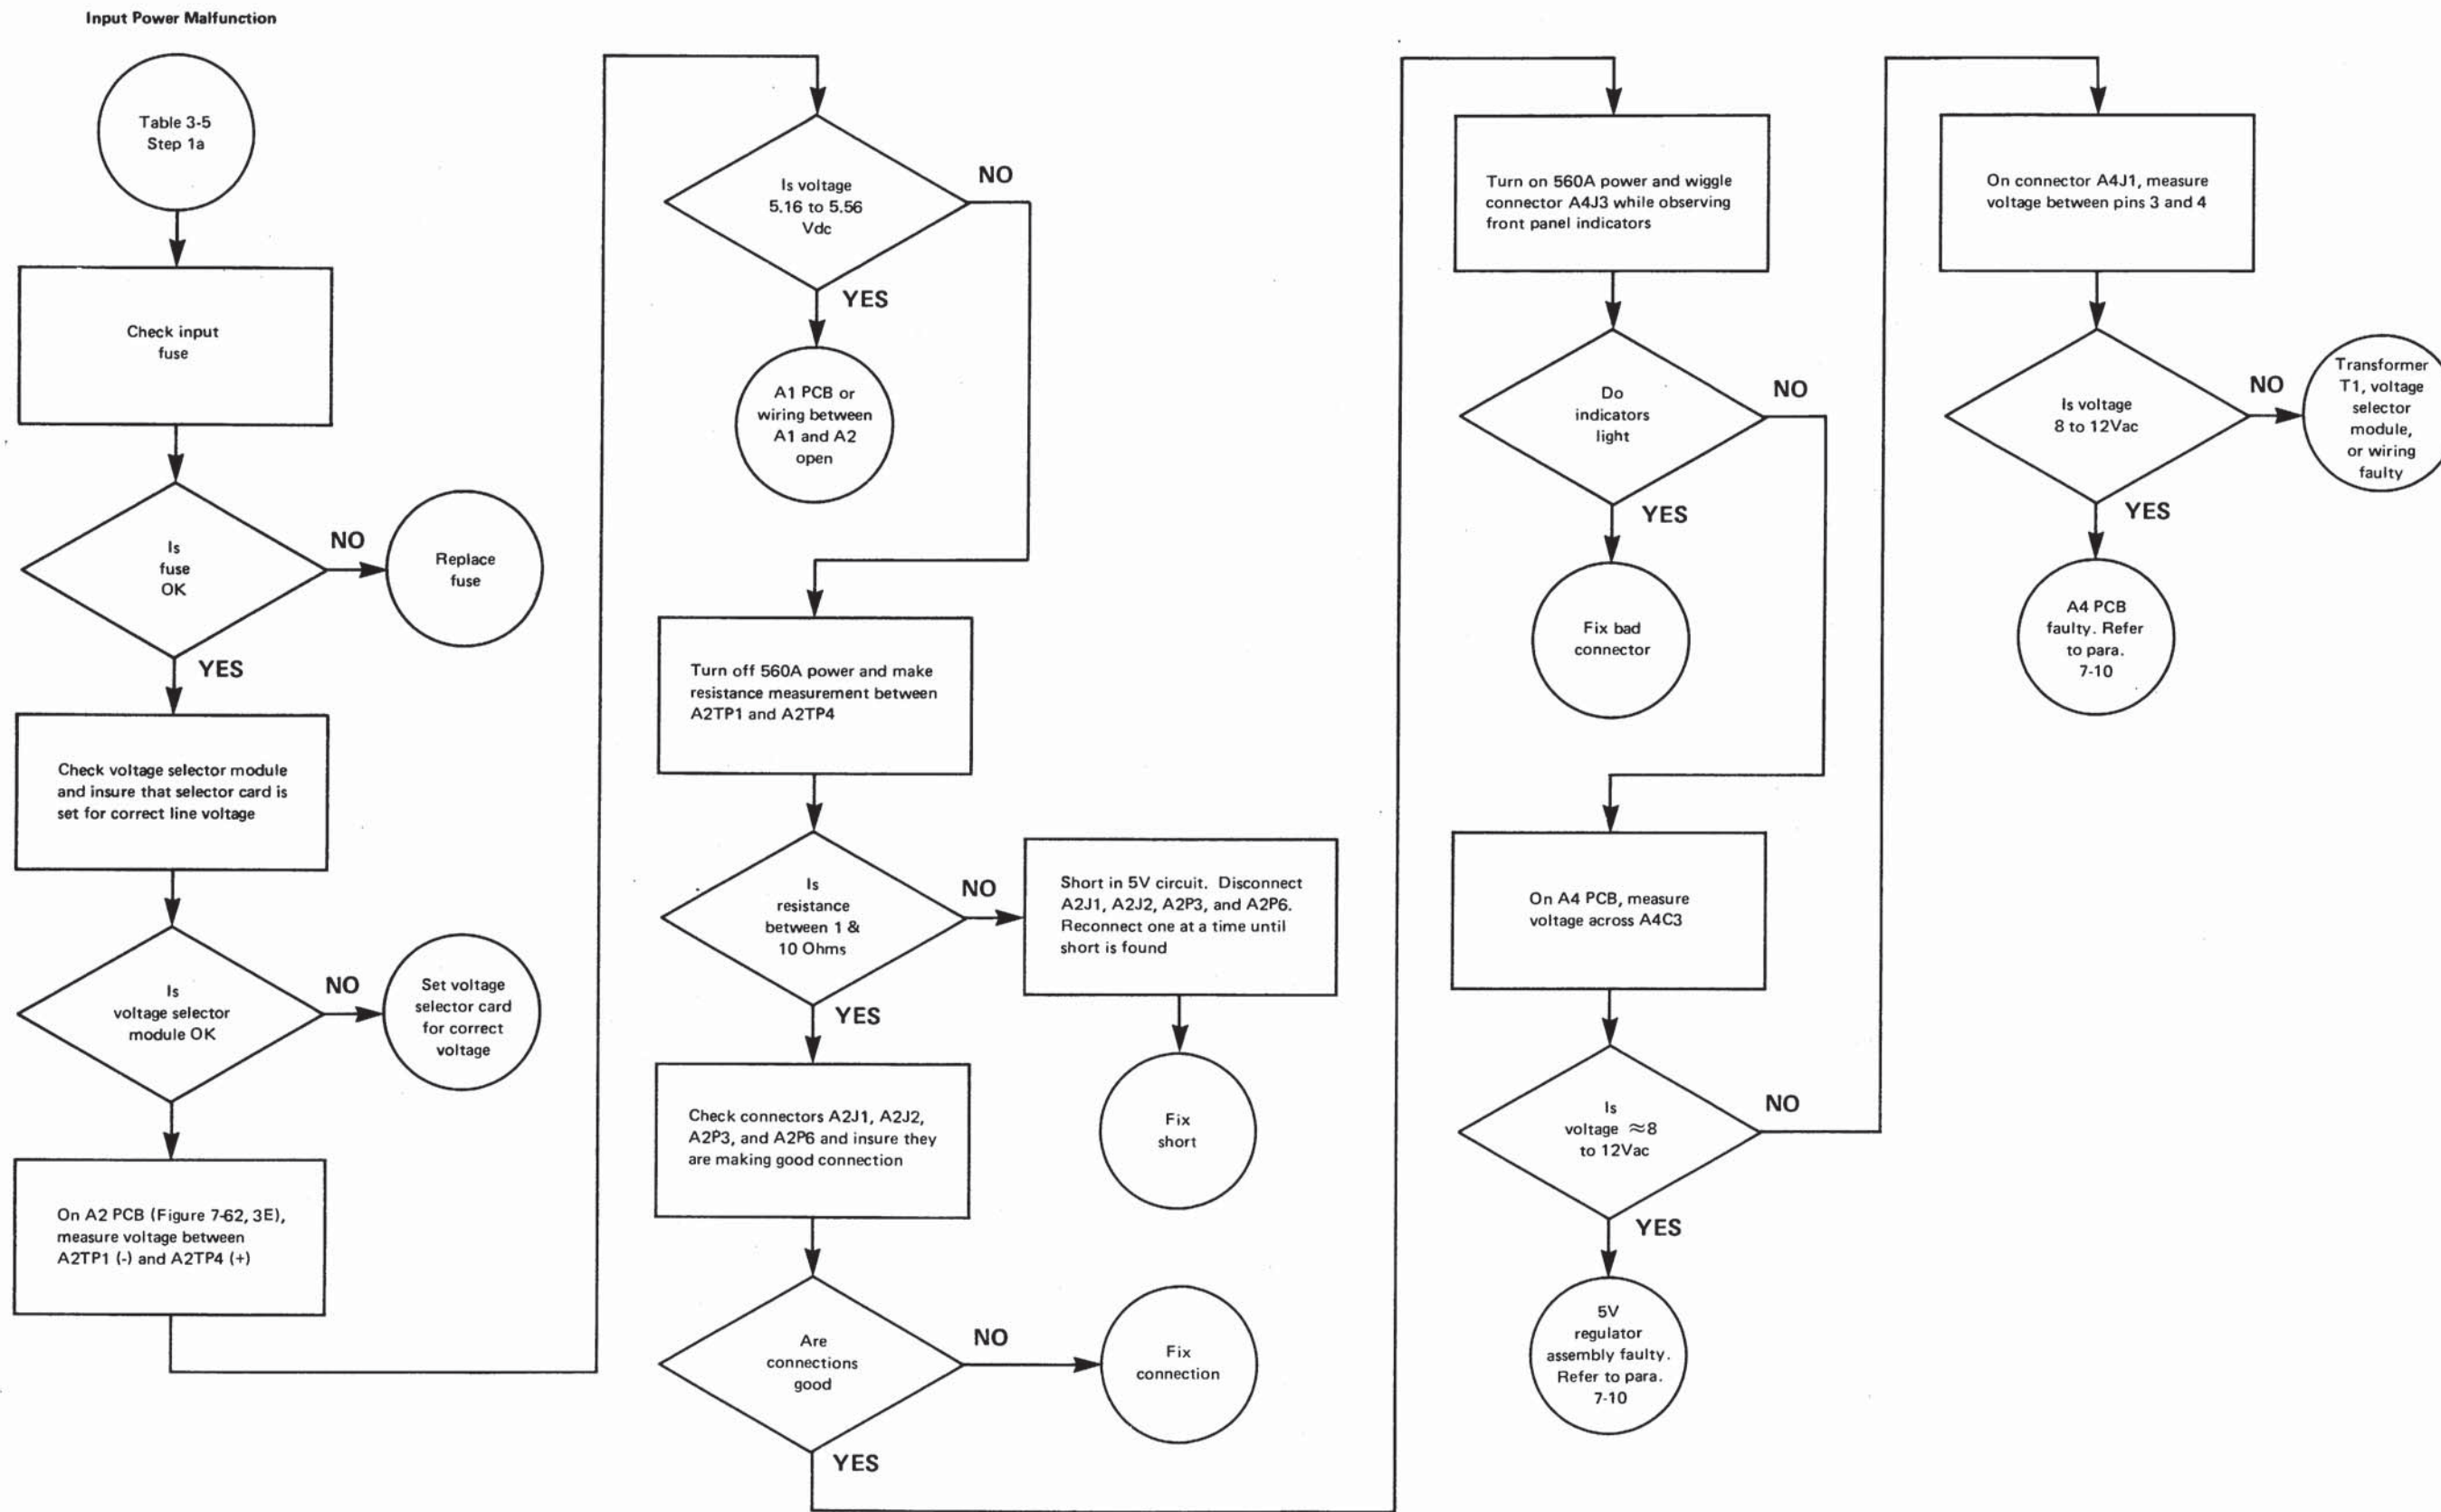 Input Power Malfunction
Table 3-5
Step 1a
Check input
fuse
Is
fuse
OK
NO
Replace
fuse
YES
Check voltage selector module
and insure that selector card is
set for correct line voltage
Is
voltage selector
module OK
NO
Set voltage
selector card
for correct
voltage
On A2 PCB (Figure 7-62, 3E),
measure voltage between
A2TP1 (-) and A2TP4 (+)
Is voltage
5.16 to 5.56
Vdc
NO
YES
A1 PCB or
wiring between
A1 and A2
open
Turn off 560A power and make
resistance measurement between
A2TP1 and A2TP4
Is
resistance
between 1 &
10 Ohms
NO
Short in 5V circuit. Disconnect
A2J1, A2J2, A2P3, and A2P6.
Reconnect one at a time until
short is found
Fix
short
YES
Check connectors A2J1, A2J2,
A2P3, and A2P6 and insure they
are making good connection
Are
connections
good
NO
Fix
connection
YES
Turn on 560A power and wiggle
connector A4J3 while observing
front panel indicators
Do
indicators
light
NO
YES
Fix bad
connector
On A4 PCB, measure
voltage across A4C3
Is
voltage ≈8
to 12Vac
NO
YES
5V
regulator
assembly faulty.
Refer to para.
7-10
On connector A4J1, measure
voltage between pins 3 and 4
Is voltage
8 to 12Vac
NO
Transformer
T1, voltage
selector
module,
or wiring
faulty
YES
A4 PCB
faulty. Refer
to para.
7-10